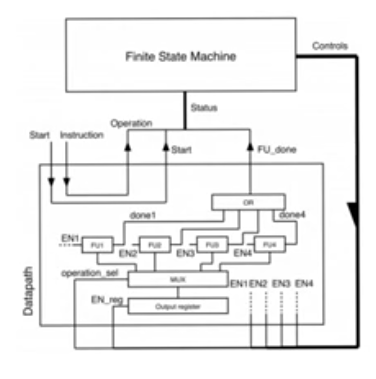 Controls
Finite State Machine
Status
Operation
Start Instruction
Start
FU_done
OR
done1
done4
EN1
FU1
EN2
FU2
EN3
FU3
EN4
FU4
operation_sel
MUX
EN1 EN2 EN3 EN4
EN_reg
Output register
Datapath